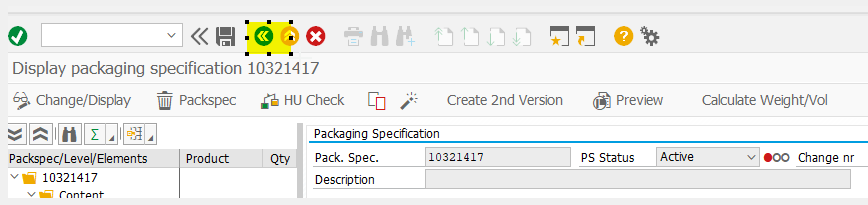 Display packaging specification 10321417
Change/Display Packspec HU Check Create 2nd Version Preview Calculate Weight/Vol
Packspec/Level/Elements Product Qty
10321417
Content
Packaging Specification
Pack. Spec. 10321417 PS Status Active Change nr
Description